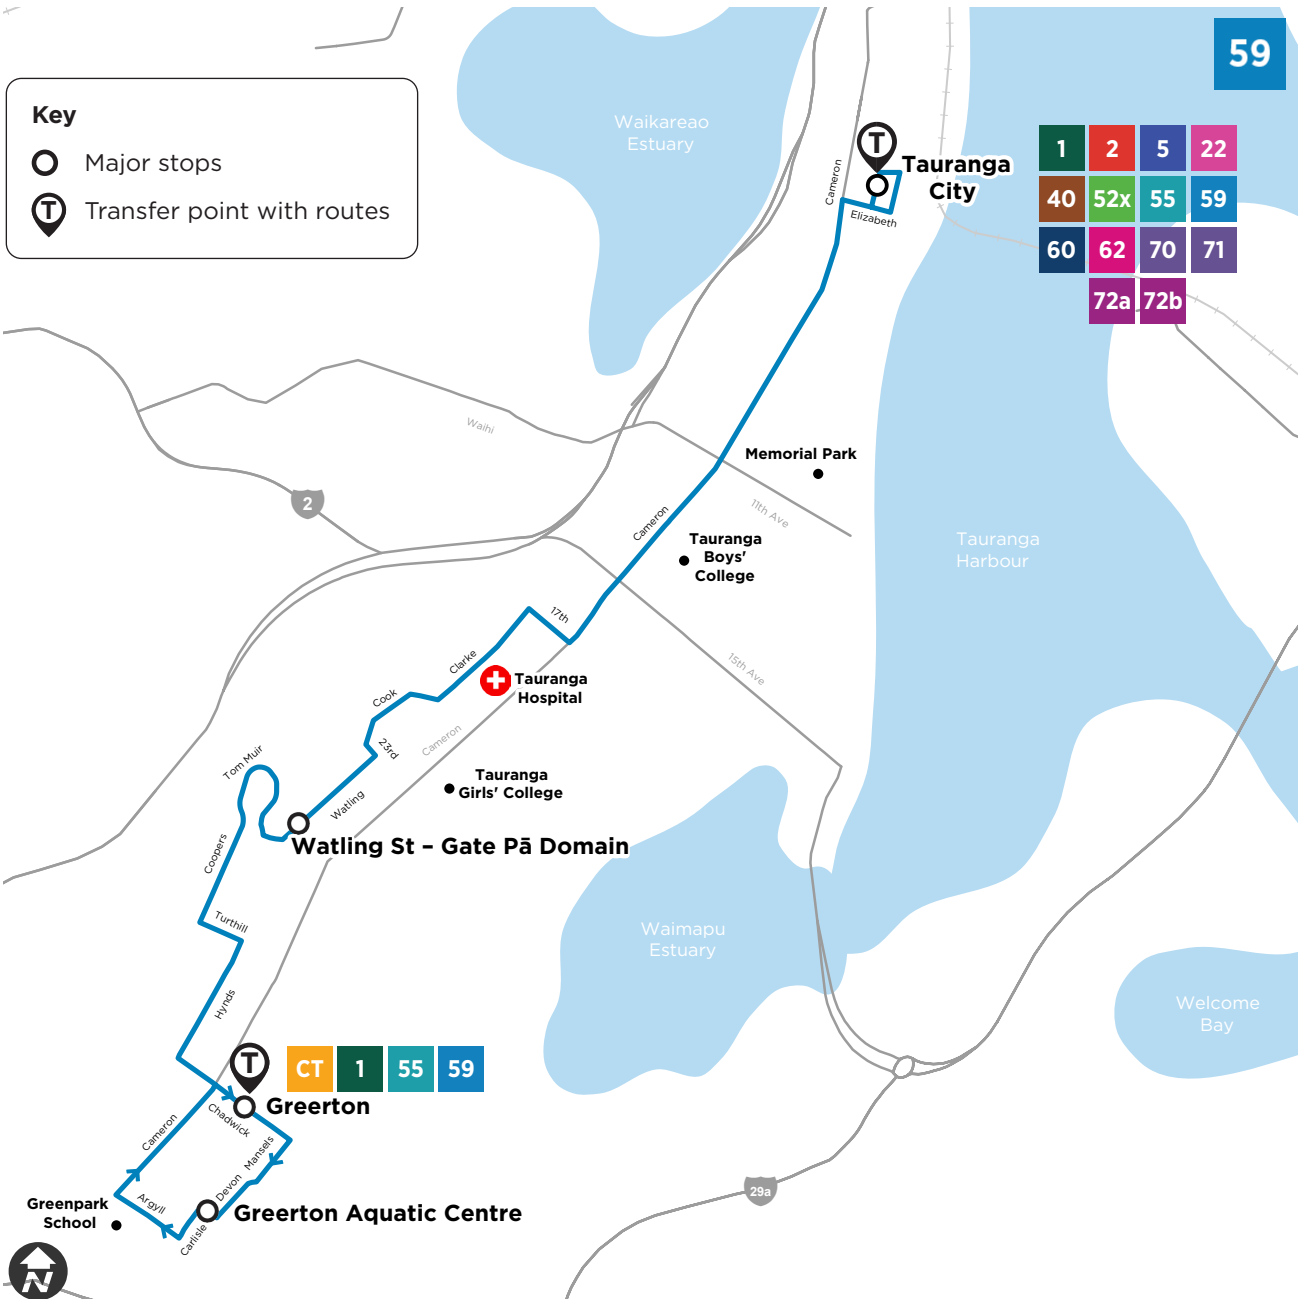 59
Key
Major stops
T
Transfer point with routes
Waikareao
Estuary
T
Tauranga
City
Cameron
Elizabeth
1 2 5 22
40 52x 55 59
60 62 70 71
72a 72b
Waihi
2
Memorial Park
11th Ave
Cameron
Tauranga
Boys'
College
Tauranga
Harbour
17th
15th Ave
Clarke
Tauranga
Hospital
Cook
23rd
Cameron
Tom Muir
Tauranga
Girls' College
Watling
Watling St – Gate Pā Domain
Coopers
Turthill
Waimapu
Estuary
Hynds
Welcome
Bay
T
CT 1 55 59
Greerton
Chadwick
Cameron
Mansels
Devon
Argyll
29a
Greenpark
School
Greerton Aquatic Centre
Carlisle
N